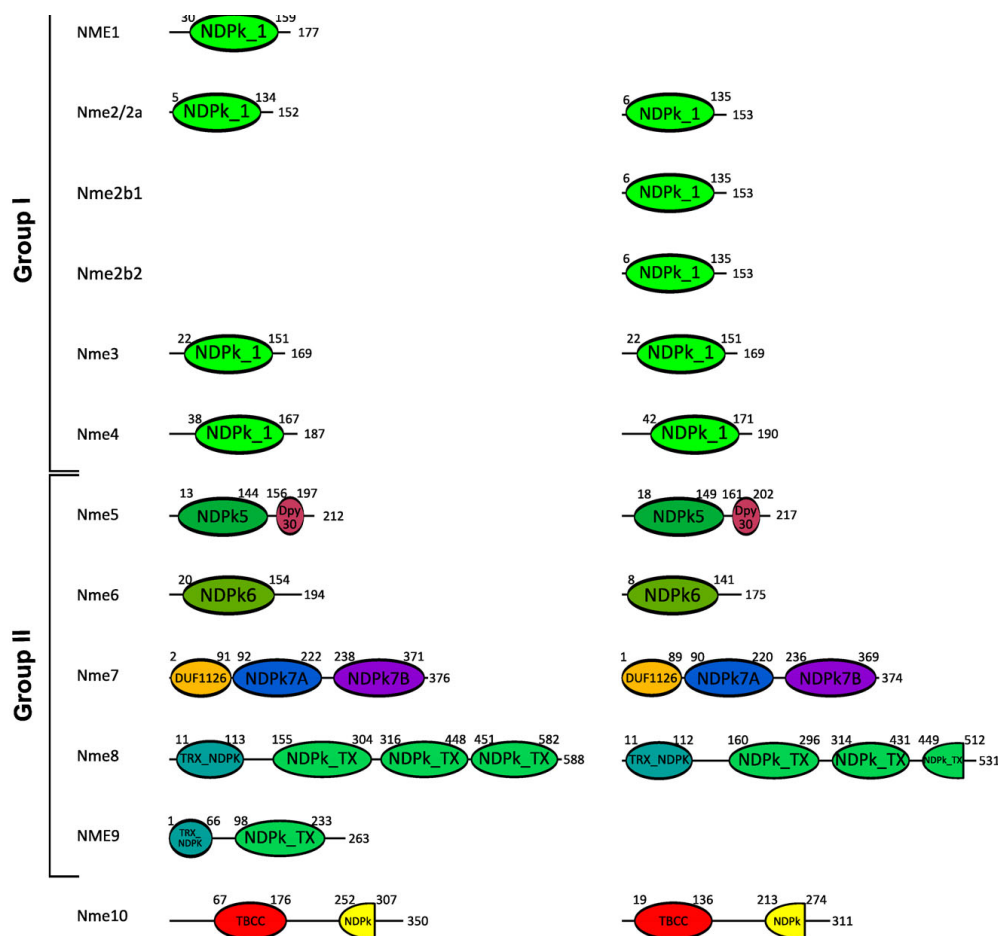 Group I
NME1
30 159
NDPk_1
177
Nme2/2a
5 134
NDPk_1
152
6 135
NDPk_1
153
Nme2b1
6 135
NDPk_1
153
Nme2b2
6 135
NDPk_1
153
Nme3
22 151
NDPk_1
169
22 151
NDPk_1
169
Nme4
38 167
NDPk_1
187
42 171
NDPk_1
190
Group II
Nme5
13 144 156 197
NDPk5
Dpy
30
212
18 149 161 202
NDPk5
Dpy
30
217
Nme6
20 154
NDPk6
194
8 141
NDPk6
175
Nme7
2 91 92 222 238 371
DUF1126 NDPk7A NDPk7B
376
1 89 90 220 236 369
DUF1126 NDPk7A NDPk7B
374
Nme8
11 113 155 304 316 448 451 582
TRX_NDPK NDPk_TX NDPk_TX NDPk_TX
588
11 112 160 296 314 431 449 512
TRX_NDPK NDPk_TX NDPk_TX NDPk_TX
531
NME9
1 66 98 233
TRX_
NDPK
NDPk_TX
263
Nme10
67 176 252 307
TBCC NDPk
350
19 136 213 274
TBCC NDPk
311